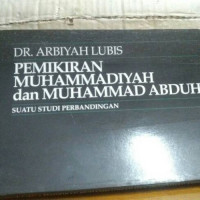 DR. ARBIYAH LUBIS
PEMIKIRAN
MUHAMMADIYAH
dan MUHAMMAD ABDUH
SUATU STUDI PERBANDINGAN